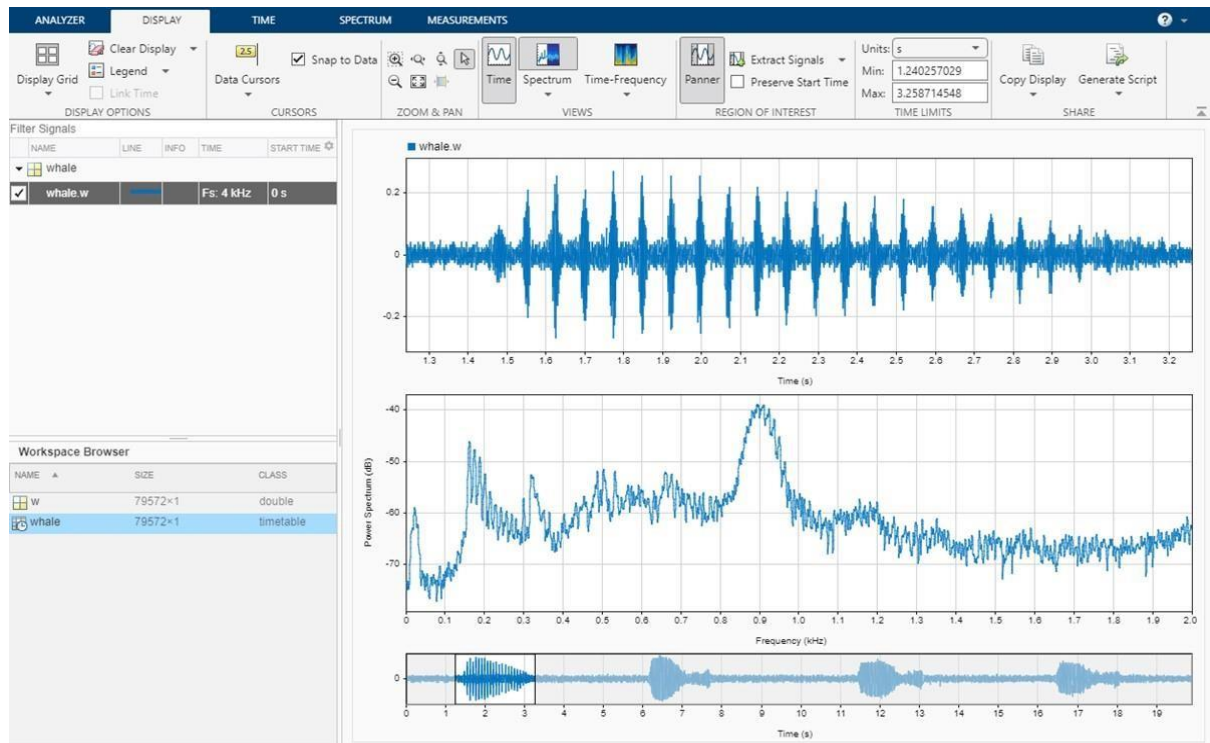 ANALYZER DISPLAY TIME SPECTRUM MEASUREMENTS
?
Display Grid
Clear Display
Legend
Link Time
DISPLAY OPTIONS
2.5
Data Cursors
Snap to Data
CURSORS
ZOOM & PAN
Time
Spectrum
Time-Frequency
VIEWS
Panner
Extract Signals
Preserve Start Time
REGION OF INTEREST
Units: s
Min: 1.240257029
Max: 3.258714548
TIME LIMITS
Copy Display
Generate Script
SHARE
Filter Signals
NAME LINE INFO TIME START TIME
whale
whale.w Fs: 4 kHz 0 s
Workspace Browser
NAME SIZE CLASS
w 79572×1 double
whale 79572×1 timetable
whale.w
0.2
0
-0.2
1.3 1.4 1.5 1.6 1.7 1.8 1.9 2.0 2.1 2.2 2.3 2.4 2.5 2.6 2.7 2.8 2.9 3.0 3.1 3.2
Time (s)
Power Spectrum (dB)
-40
-50
-60
-70
0 0.1 0.2 0.3 0.4 0.5 0.6 0.7 0.8 0.9 1.0 1.1 1.2 1.3 1.4 1.5 1.6 1.7 1.8 1.9 2.0
Frequency (kHz)
0
0 1 2 3 4 5 6 7 8 9 10 11 12 13 14 15 16 17 18 19
Time (s)